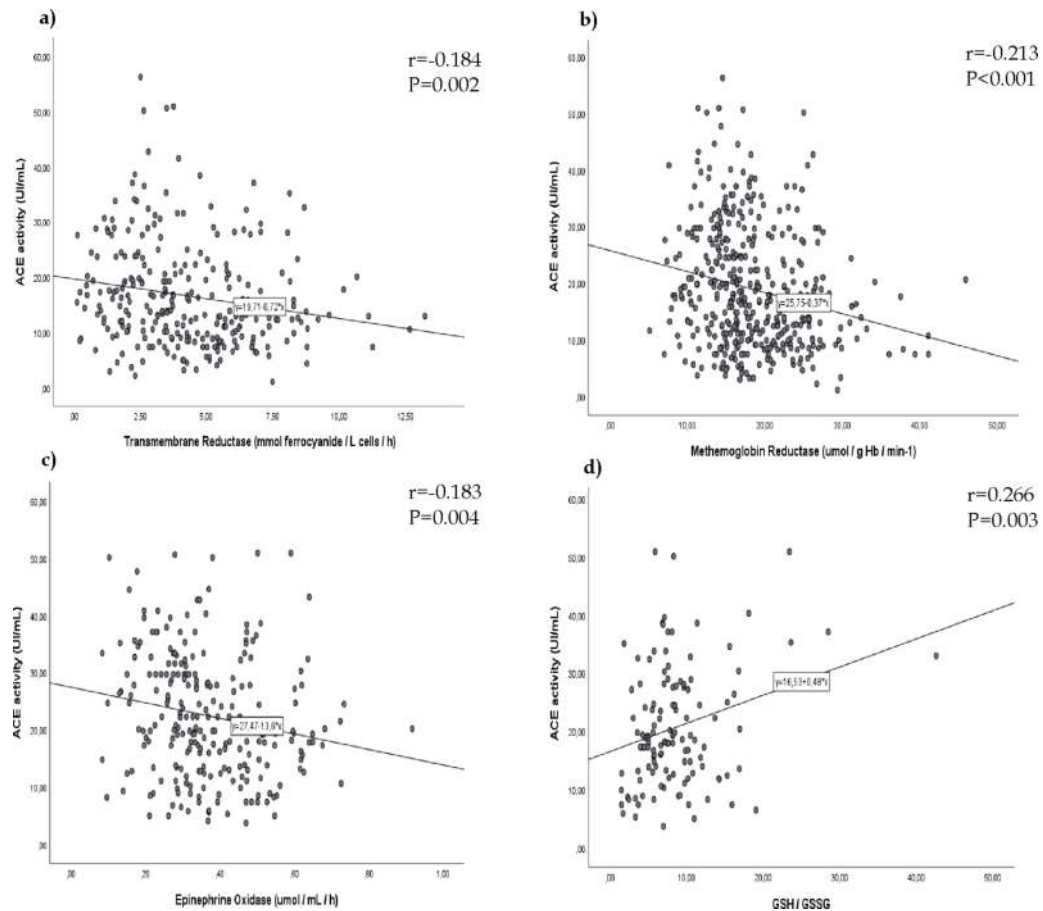 a)
r=-0.184
P=0.002
60,00
50,00
40,00
30,00
20,00
10,00
,00
ACE activity (UI/mL)
y=19,71-0,72*x
,00 2,50 5,00 7,50 10,00 12,50
Transmembrane Reductase (mmol ferrocyanide / L cells / h)
b)
r=-0.213
P<0.001
60,00
50,00
40,00
30,00
20,00
10,00
,00
ACE activity (UI/mL)
y=25,75-0,37*x
10,00 20,00 30,00 40,00 50,00
Methemoglobin Reductase (umol / g Hb / min-1)
c)
r=-0.183
P=0.004
60,00
50,00
40,00
30,00
20,00
10,00
,00
ACE activity (UI/mL)
y=27,47-13,6*x
,00 ,20 ,40 ,60 ,80 1,00
Epinephrine Oxidase (umol / mL / h)
d)
r=0.266
P=0.003
60,00
50,00
40,00
30,00
20,00
10,00
,00
ACE activity (UI/mL)
y=16,53+0,48*x
,00 10,00 20,00 30,00 40,00 50,00
GSH / GSSG